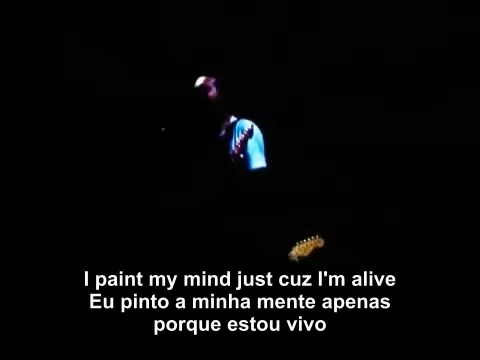 I paint my mind just cuz I'm alive
Eu pinto a minha mente apenas
porque estou vivo